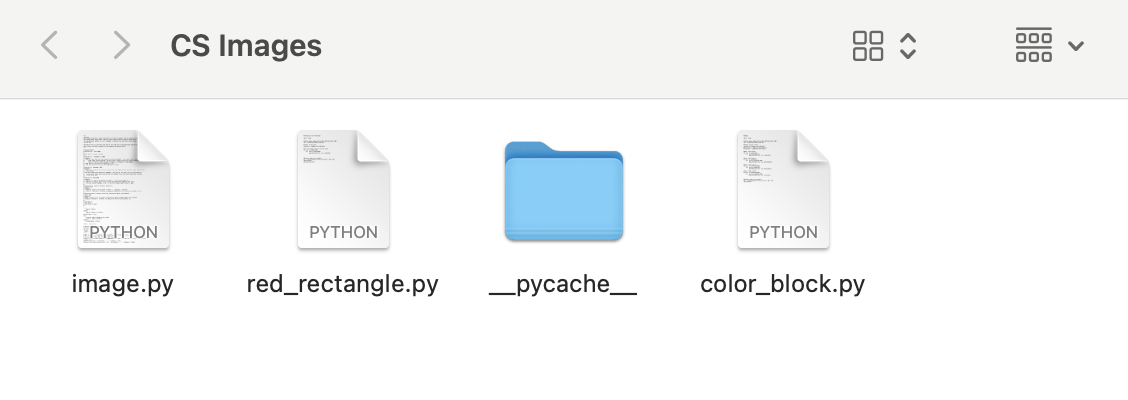 CS Images
PYTHON
image.py
PYTHON
red_rectangle.py
__pycache__
PYTHON
color_block.py